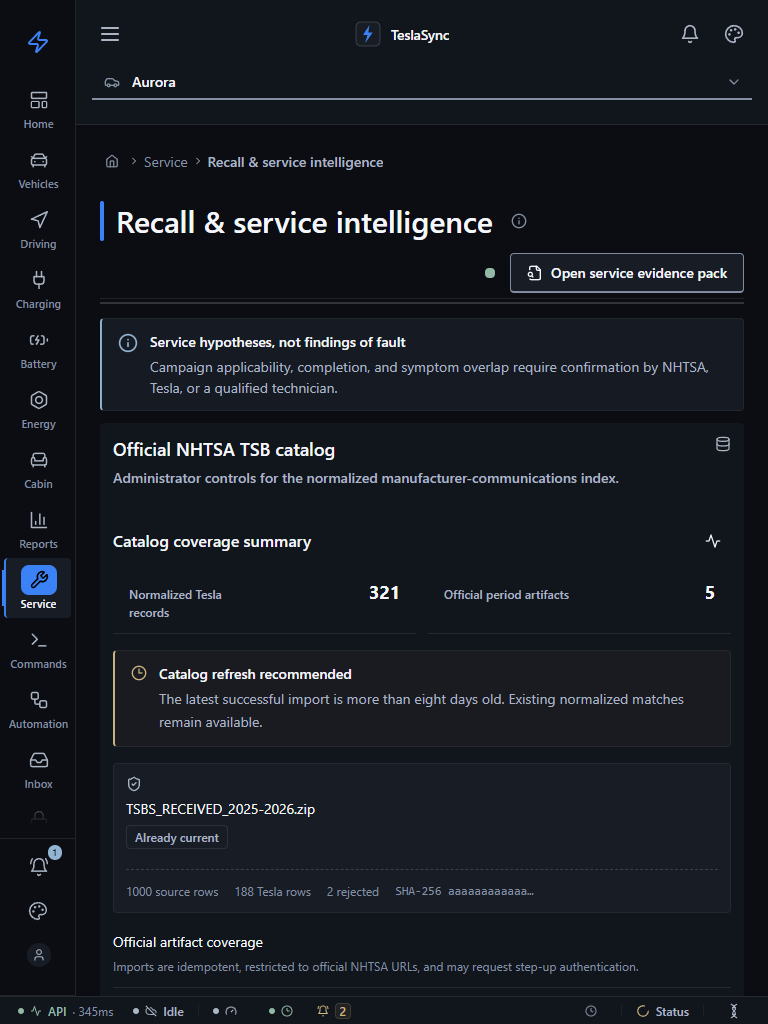 TeslaSync
Aurora
Home
Vehicles
Driving
Charging
Battery
Energy
Cabin
Reports
Service
Commands
Automation
Inbox
1
Service
Recall & service intelligence
Recall & service intelligence
Open service evidence pack
Service hypotheses, not findings of fault
Campaign applicability, completion, and symptom overlap require confirmation by NHTSA,
Tesla, or a qualified technician.
Official NHTSA TSB catalog
Administrator controls for the normalized manufacturer-communications index.
Catalog coverage summary
Normalized Tesla
records
321
Official period artifacts
5
Catalog refresh recommended
The latest successful import is more than eight days old. Existing normalized matches
remain available.
TSBS_RECEIVED_2025-2026.zip
Already current
1000 source rows 188 Tesla rows 2 rejected SHA-256 aaaaaaaaaaaa…
Official artifact coverage
Imports are idempotent, restricted to official NHTSA URLs, and may request step-up authentication.
API · 345ms Idle 2 Status